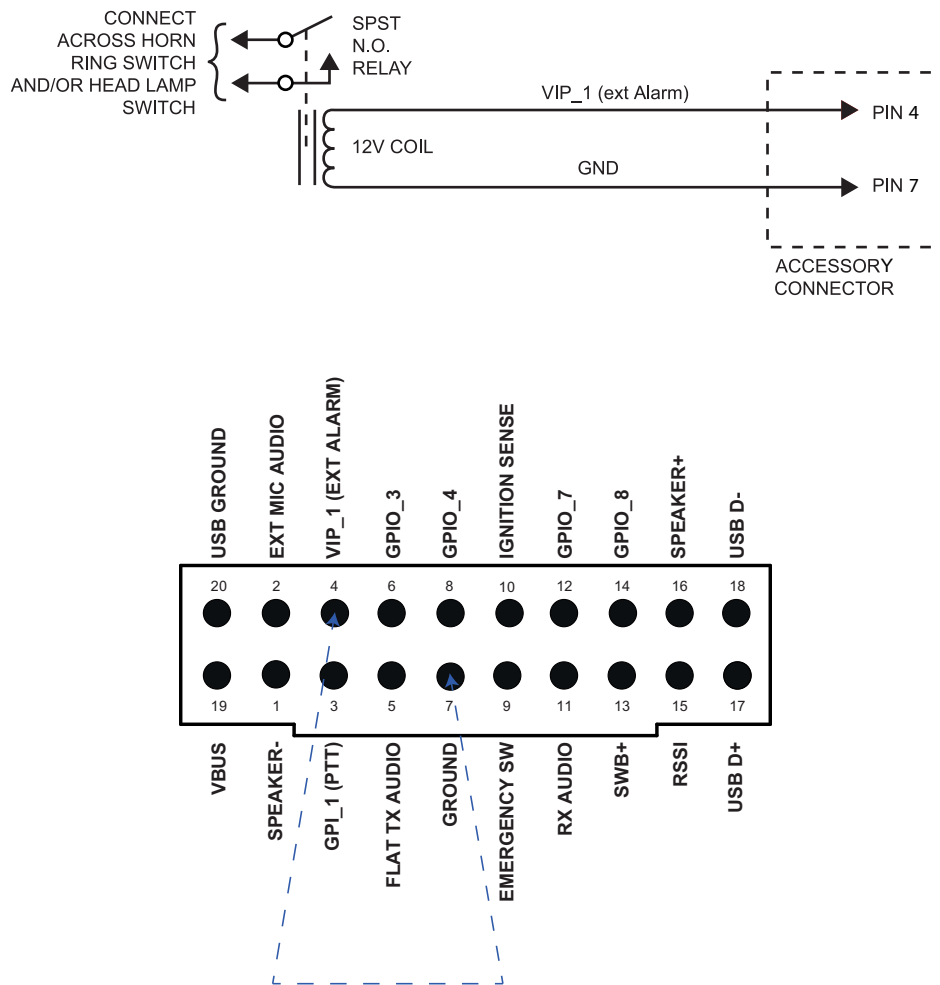 CONNECT
ACROSS HORN
RING SWITCH
AND/OR HEAD LAMP
SWITCH
SPST
N.O.
RELAY
12V COIL
VIP_1 (ext Alarm)
GND
PIN 4
PIN 7
ACCESSORY
CONNECTOR
USB GROUND
EXT MIC AUDIO
VIP_1 (EXT ALARM)
GPIO_3
GPIO_4
IGNITION SENSE
GPIO_7
GPIO_8
SPEAKER+
USB D-
20 2 4 6 8 10 12 14 16 18
19 1 3 5 7 9 11 13 15 17
VBUS
SPEAKER-
GPI_1 (PTT)
FLAT TX AUDIO
GROUND
EMERGENCY SW
RX AUDIO
SWB+
RSSI
USB D+